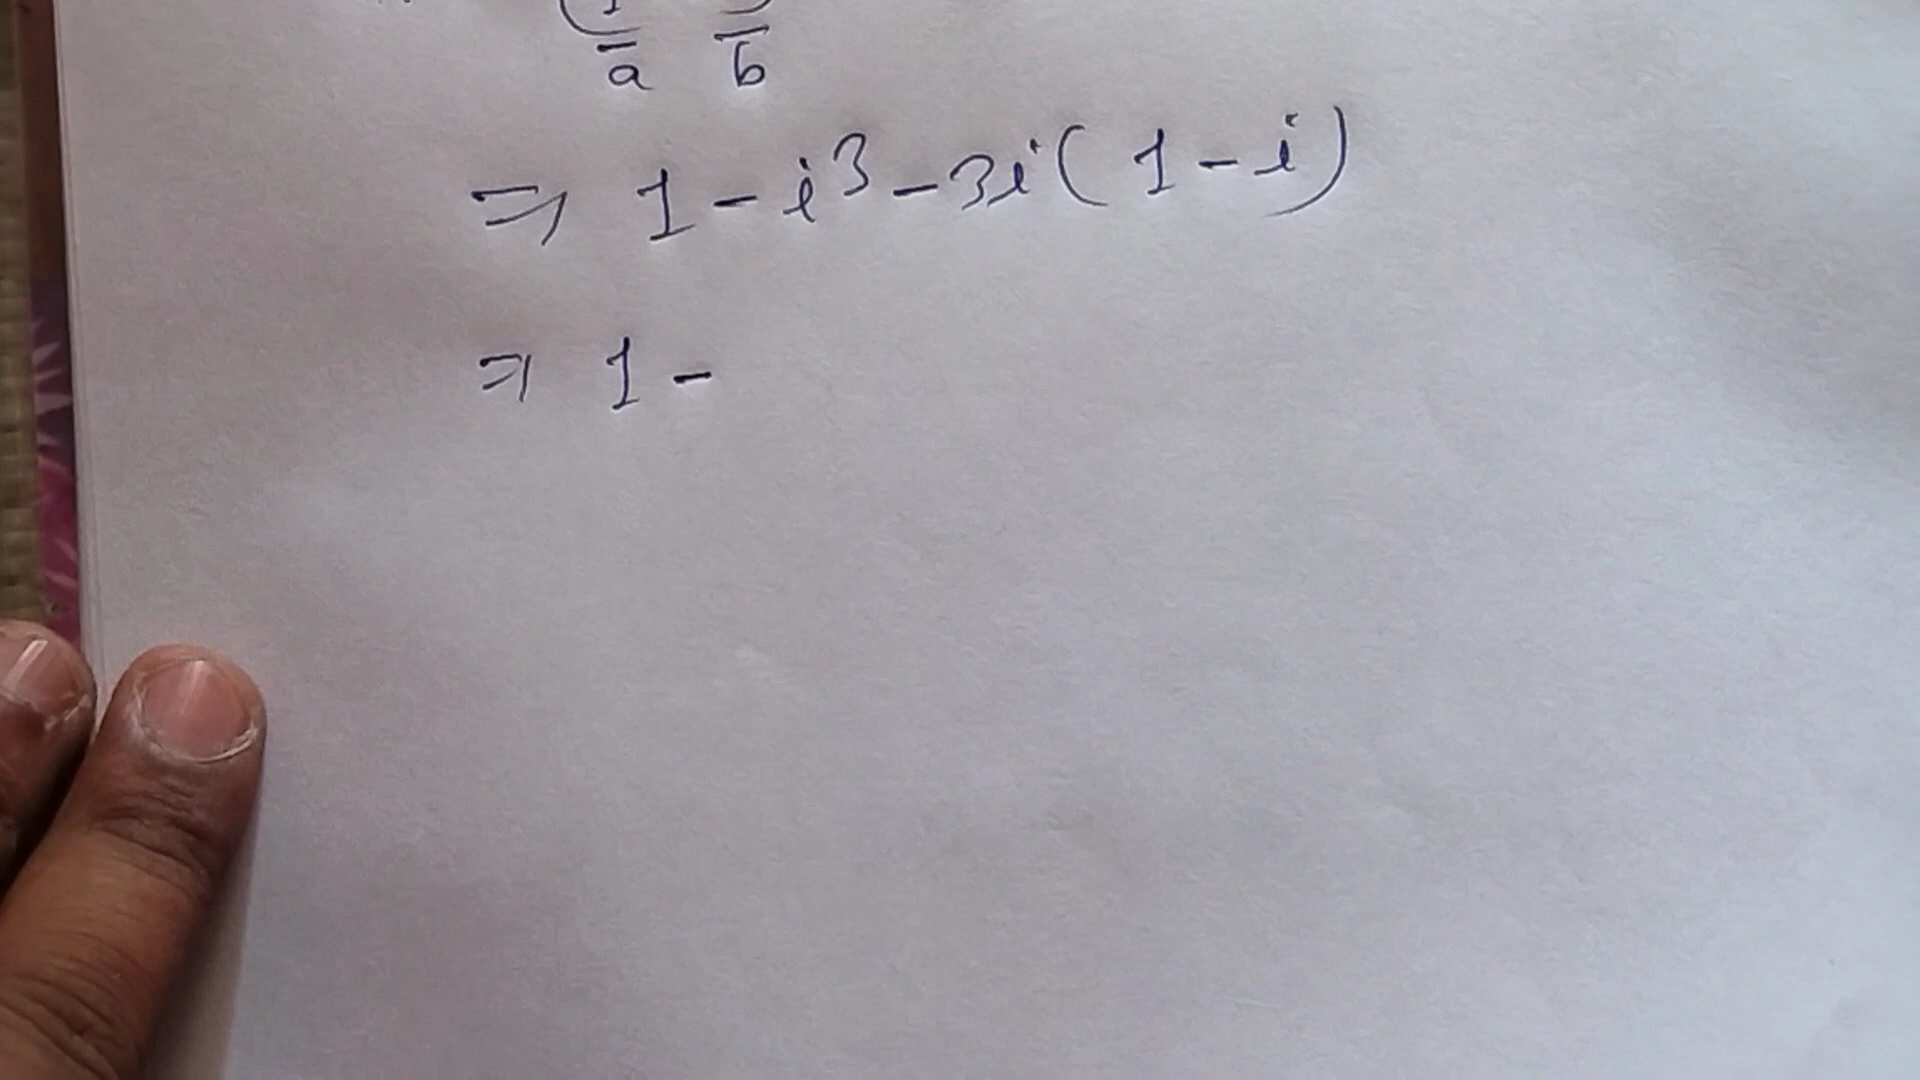 a b
⇒ 1 - i³ - 3i ( 1 - i )
⇒ 1 -